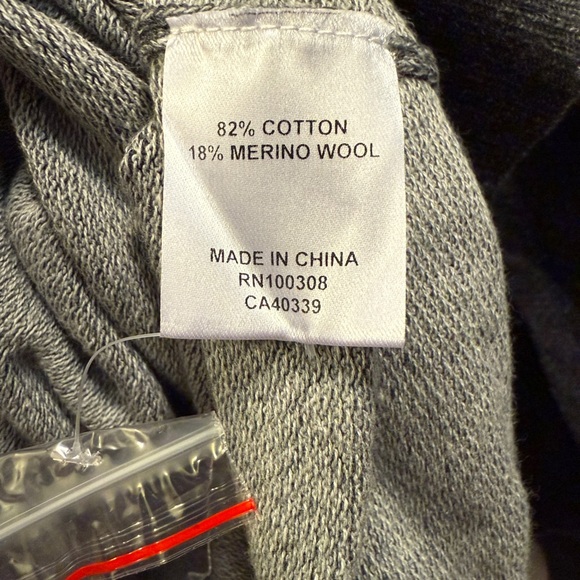 82% COTTON
18% MERINO WOOL
MADE IN CHINA
RN100308
CA40339